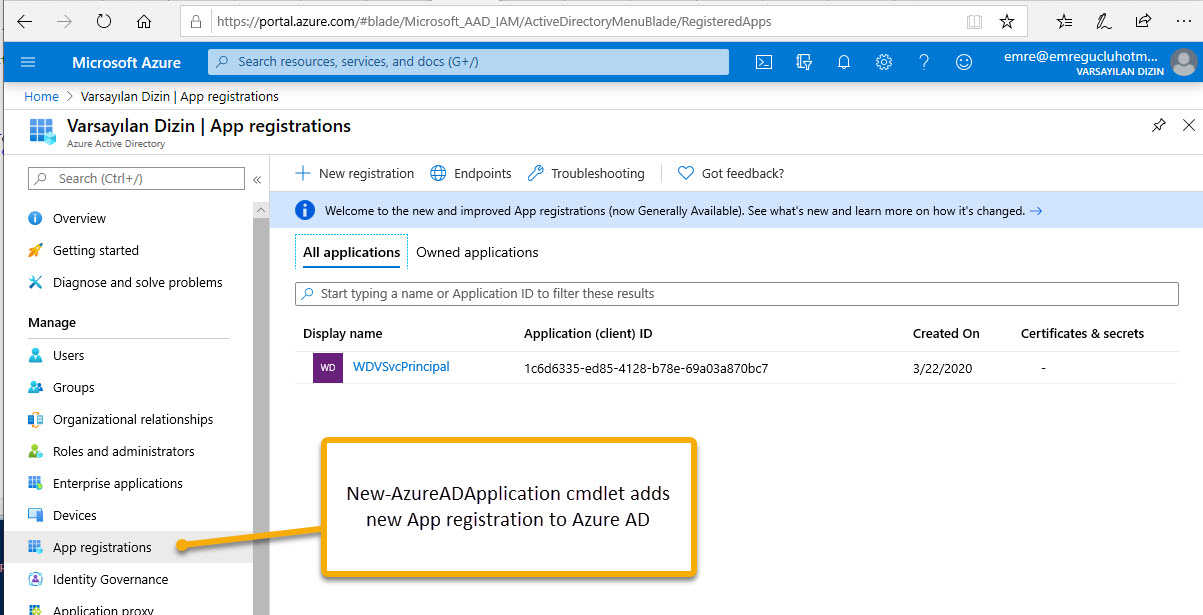 https://portal.azure.com/#blade/Microsoft_AAD_IAM/ActiveDirectoryMenuBlade/RegisteredApps
Microsoft Azure
Search resources, services, and docs (G+/)
emre@emregucluhotm...
VARSAYILAN DIZIN
Home > Varsayılan Dizin | App registrations
Varsayılan Dizin | App registrations
Azure Active Directory
Search (Ctrl+/)
«
New registration
Endpoints
Troubleshooting
Got feedback?
Welcome to the new and improved App registrations (now Generally Available). See what's new and learn more on how it's changed. →
Overview
Getting started
Diagnose and solve problems
Manage
Users
Groups
Organizational relationships
Roles and administrators
Enterprise applications
Devices
App registrations
Identity Governance
Application proxy
All applications
Owned applications
Start typing a name or Application ID to filter these results
Display name
Application (client) ID
Created On
Certificates & secrets
WD
WDVSvcPrincipal
1c6d6335-ed85-4128-b78e-69a03a870bc7
3/22/2020
-
New-AzureADApplication cmdlet adds
new App registration to Azure AD